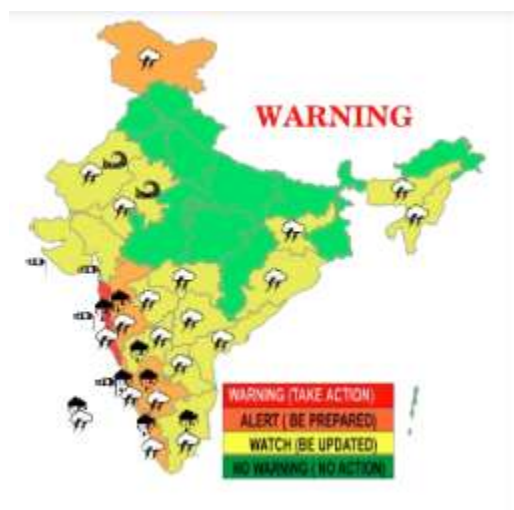 WARNING
WARNING (TAKE ACTION)
ALERT ( BE PREPARED)
WATCH (BE UPDATED)
NO WARNING ( NO ACTION)